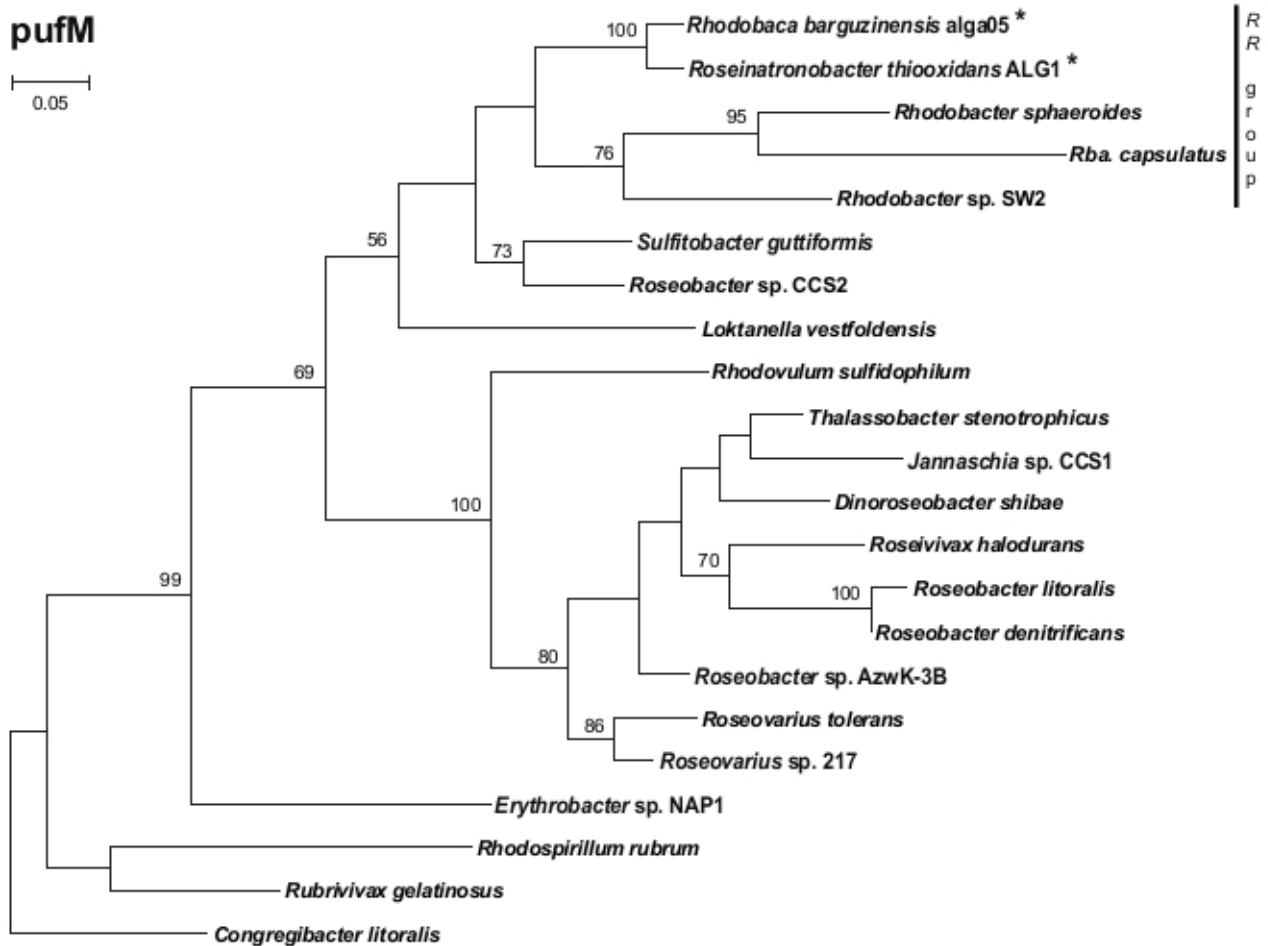 pufM
0.05
100
Rhodobaca barguzinensis alga05 *
Roseinatronobacter thiooxidans ALG1 *
95
Rhodobacter sphaeroides
Rba. capsulatus
76
Rhodobacter sp. SW2
R
R
g
r
o
u
p
56
73
Sulfitobacter guttiformis
Roseobacter sp. CCS2
Loktanella vestfoldensis
69
Rhodovulum sulfidophilum
Thalassobacter stenotrophicus
Jannaschia sp. CCS1
Dinoroseobacter shibae
100
70
Roseivivax halodurans
100
Roseobacter litoralis
Roseobacter denitrificans
99
80
Roseobacter sp. AzwK-3B
86
Roseovarius tolerans
Roseovarius sp. 217
Erythrobacter sp. NAP1
Rhodospirillum rubrum
Rubrivivax gelatinosus
Congregibacter litoralis